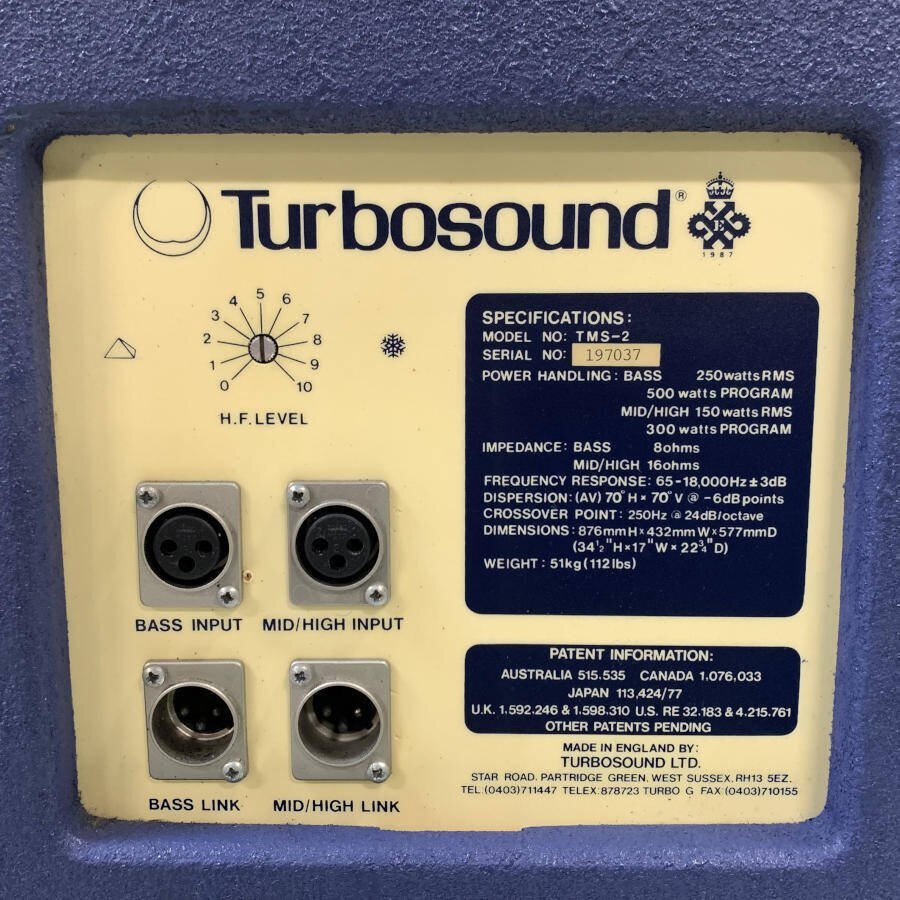 Turbosound®
E
1987
0 1 2 3 4 5 6 7 8 9 10
H.F. LEVEL
BASS INPUT
MID/HIGH INPUT
BASS LINK
MID/HIGH LINK
SPECIFICATIONS:
MODEL NO: TMS-2
SERIAL NO: 197037
POWER HANDLING: BASS 250watts RMS
500 watts PROGRAM
MID/HIGH 150 watts RMS
300 watts PROGRAM
IMPEDANCE: BASS 8ohms
MID/HIGH 16ohms
FREQUENCY RESPONSE: 65-18,000Hz ± 3dB
DISPERSION: (AV) 70°H × 70°V @ -6dB points
CROSSOVER POINT: 250Hz @ 24dB/octave
DIMENSIONS: 876mmH × 432mmW × 577mmD
(34½"H × 17"W × 22¾"D)
WEIGHT: 51kg (112 lbs)
PATENT INFORMATION:
AUSTRALIA 515.535 CANADA 1.076,033
JAPAN 113,424/77
U.K. 1.592.246 & 1.598.310 U.S. RE 32.183 & 4.215.761
OTHER PATENTS PENDING
MADE IN ENGLAND BY:
TURBOSOUND LTD.
STAR ROAD. PARTRIDGE GREEN. WEST SUSSEX. RH13 5EZ.
TEL:(0403)711447 TELEX:878723 TURBO G FAX:(0403)710155